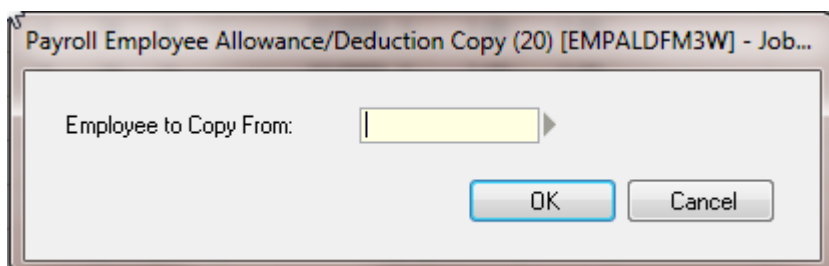 Payroll Employee Allowance/Deduction Copy (20) [EMPALDFM3W] - Job...
Employee to Copy From:
OK Cancel